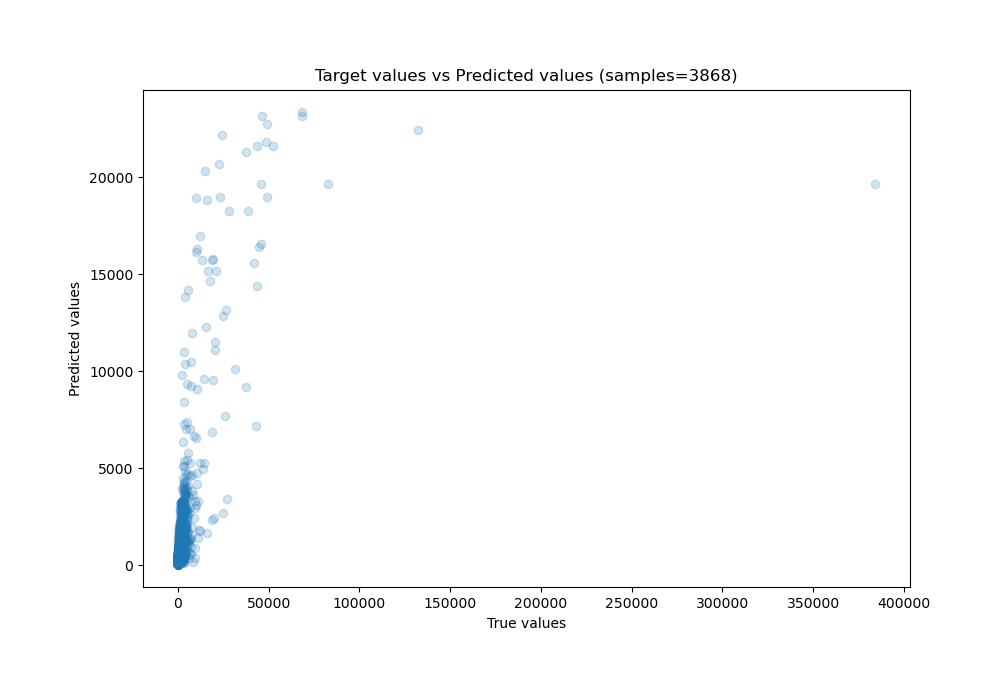 Target values vs Predicted values (samples=3868)
Predicted values
20000
15000
10000
5000
0
0 50000 100000 150000 200000 250000 300000 350000 400000
True values